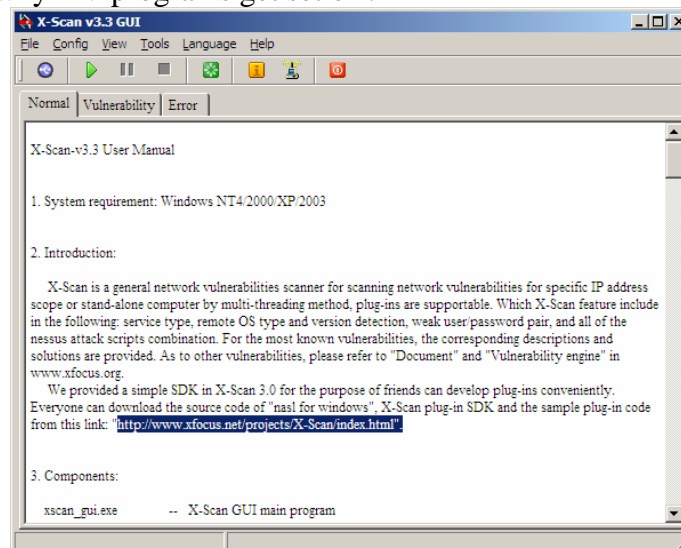 X-Scan v3.3 GUI
File Config View Tools Language Help
Normal Vulnerability Error
X-Scan-v3.3 User Manual
1. System requirement: Windows NT4/2000/XP/2003
2. Introduction:
X-Scan is a general network vulnerabilities scanner for scanning network vulnerabilities for specific IP address
scope or stand-alone computer by multi-threading method, plug-ins are supportable. Which X-Scan feature include
in the following: service type, remote OS type and version detection, weak user/password pair, and all of the
nessus attack scripts combination. For the most known vulnerabilities, the corresponding descriptions and
solutions are provided. As to other vulnerabilities, please refer to "Document" and "Vulnerability engine" in
www.xfocus.org.
We provided a simple SDK in X-Scan 3.0 for the purpose of friends can develop plug-ins conveniently.
Everyone can download the source code of "nasl for windows", X-Scan plug-in SDK and the sample plug-in code
from this link: "http://www.xfocus.net/projects/X-Scan/index.html".
3. Components:
xscan_gui.exe -- X-Scan GUI main program